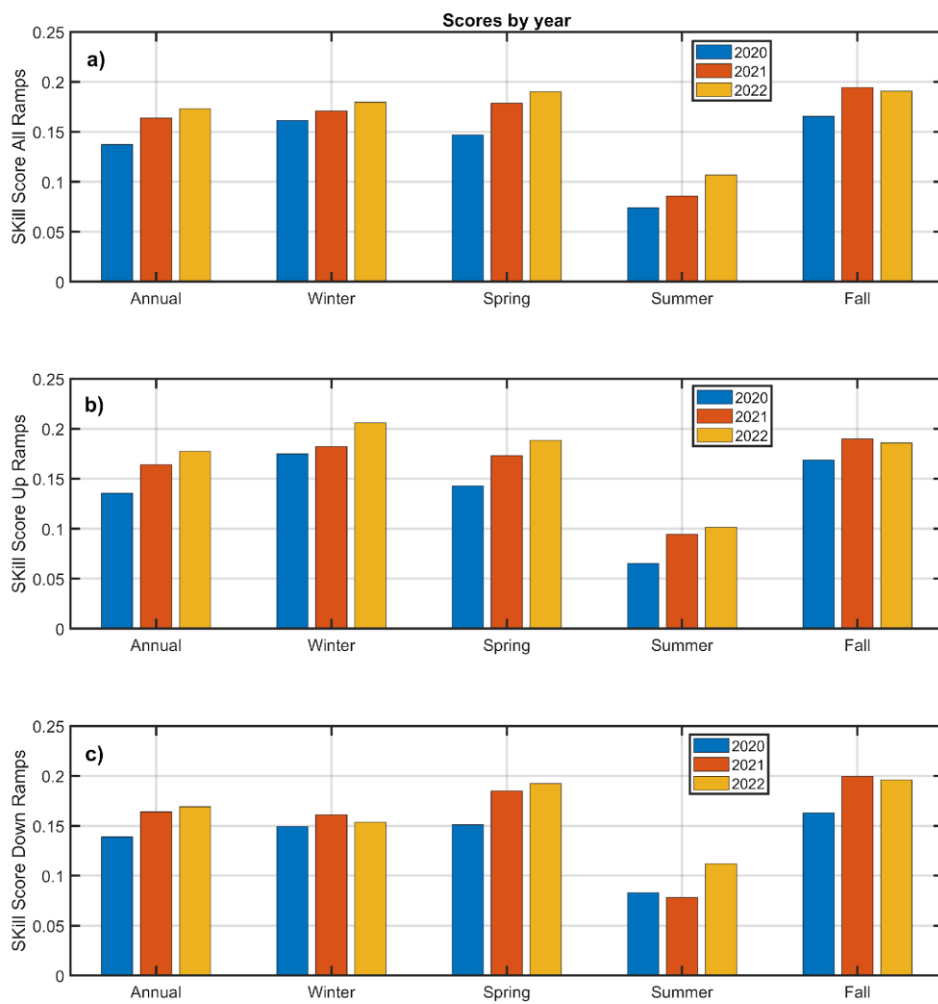 Scores by year
a)
SKill Score All Ramps
0.25
0.2
0.15
0.1
0.05
0
2020
2021
2022
Annual Winter Spring Summer Fall
b)
SKill Score Up Ramps
0.25
0.2
0.15
0.1
0.05
0
2020
2021
2022
Annual Winter Spring Summer Fall
c)
SKill Score Down Ramps
0.25
0.2
0.15
0.1
0.05
0
2020
2021
2022
Annual Winter Spring Summer Fall